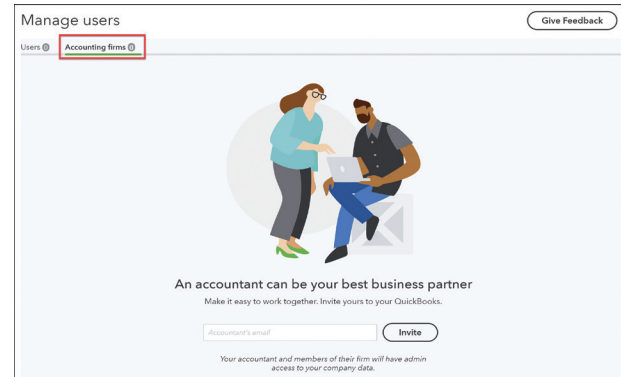 Manage users
Give Feedback
Users 0 Accounting firms 0
An accountant can be your best business partner
Make it easy to work together. Invite yours to your QuickBooks.
Accountant's email Invite
Your accountant and members of their firm will have admin
access to your company data.